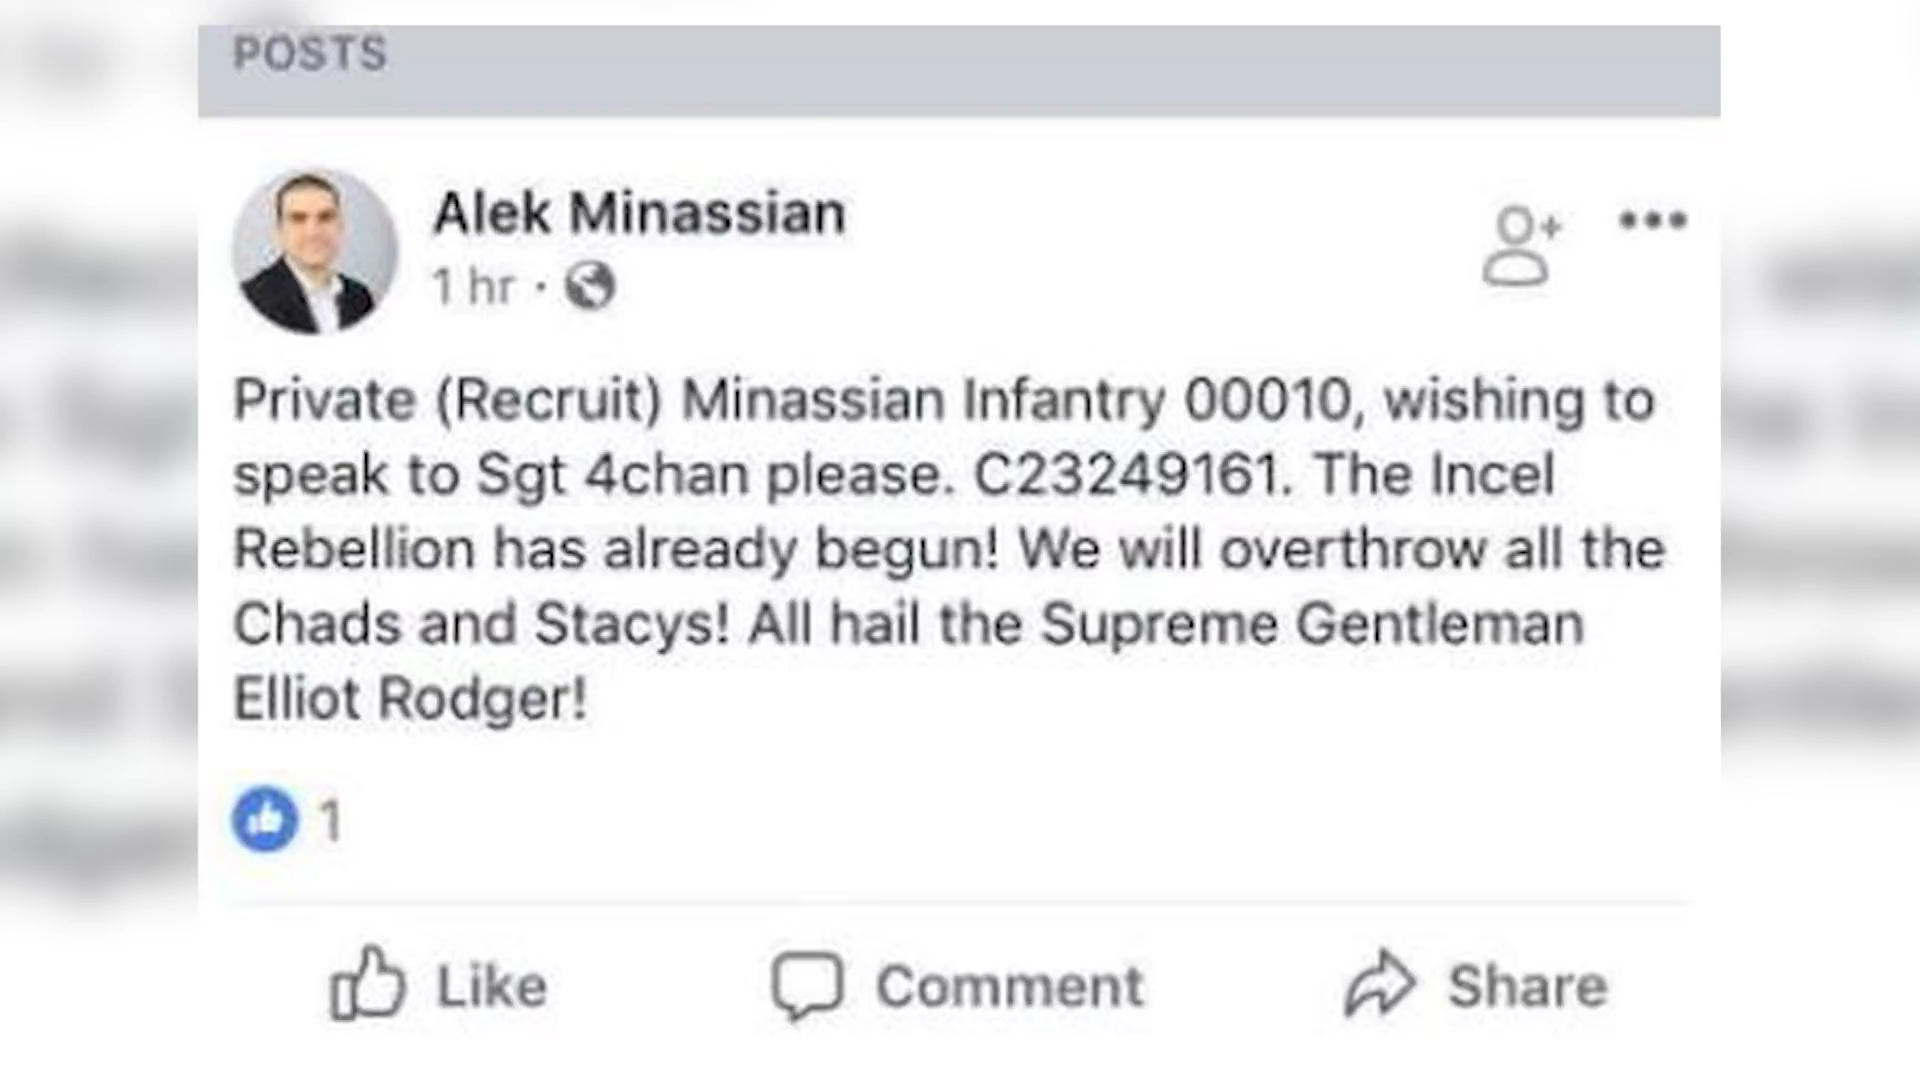 POSTS
Alek Minassian
1 hr ·
Private (Recruit) Minassian Infantry 00010, wishing to
speak to Sgt 4chan please. C23249161. The Incel
Rebellion has already begun! We will overthrow all the
Chads and Stacys! All hail the Supreme Gentleman
Elliot Rodger!
1
Like Comment Share